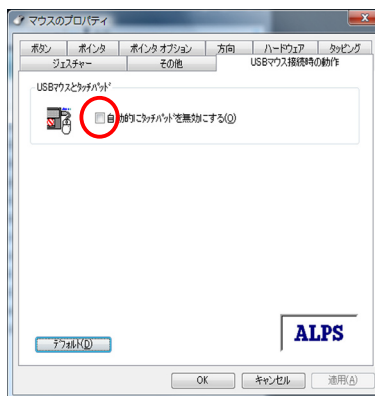 マウスのプロパティ
ボタン ポインタ ポインタ オプション 方向 ハードウェア タッピング
ジェスチャー その他 USBマウス接続時の動作
USBマウスとタッチパッド
自動的にタッチパッドを無効にする(O)
ALPS
デフォルト(D)
OK キャンセル 適用(A)